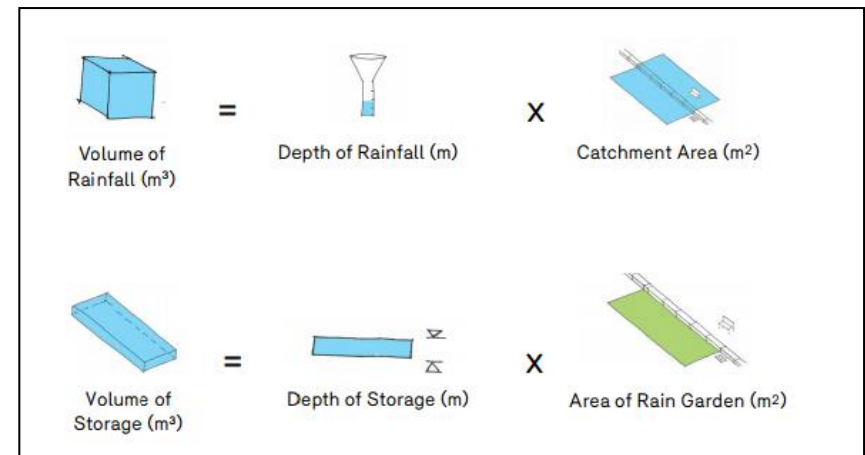 =
x
Volume of
Rainfall (m³)
Depth of Rainfall (m)
Catchment Area (m²)
=
x
Volume of
Storage (m³)
Depth of Storage (m)
Area of Rain Garden (m²)